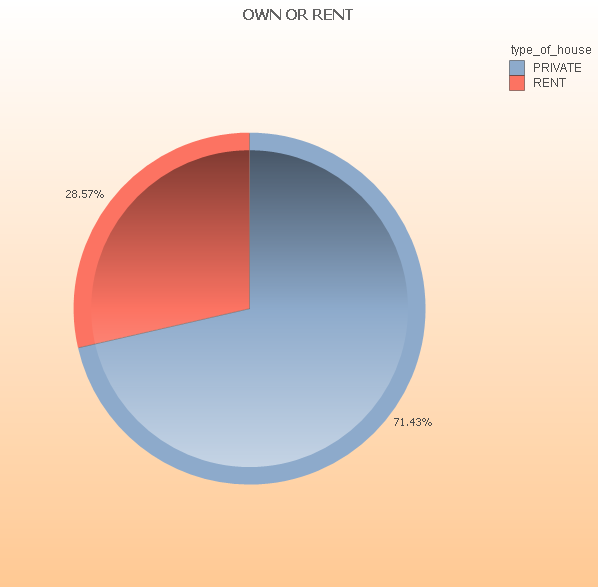 OWN OR RENT
type_of_house
PRIVATE
RENT
28.57%
71.43%